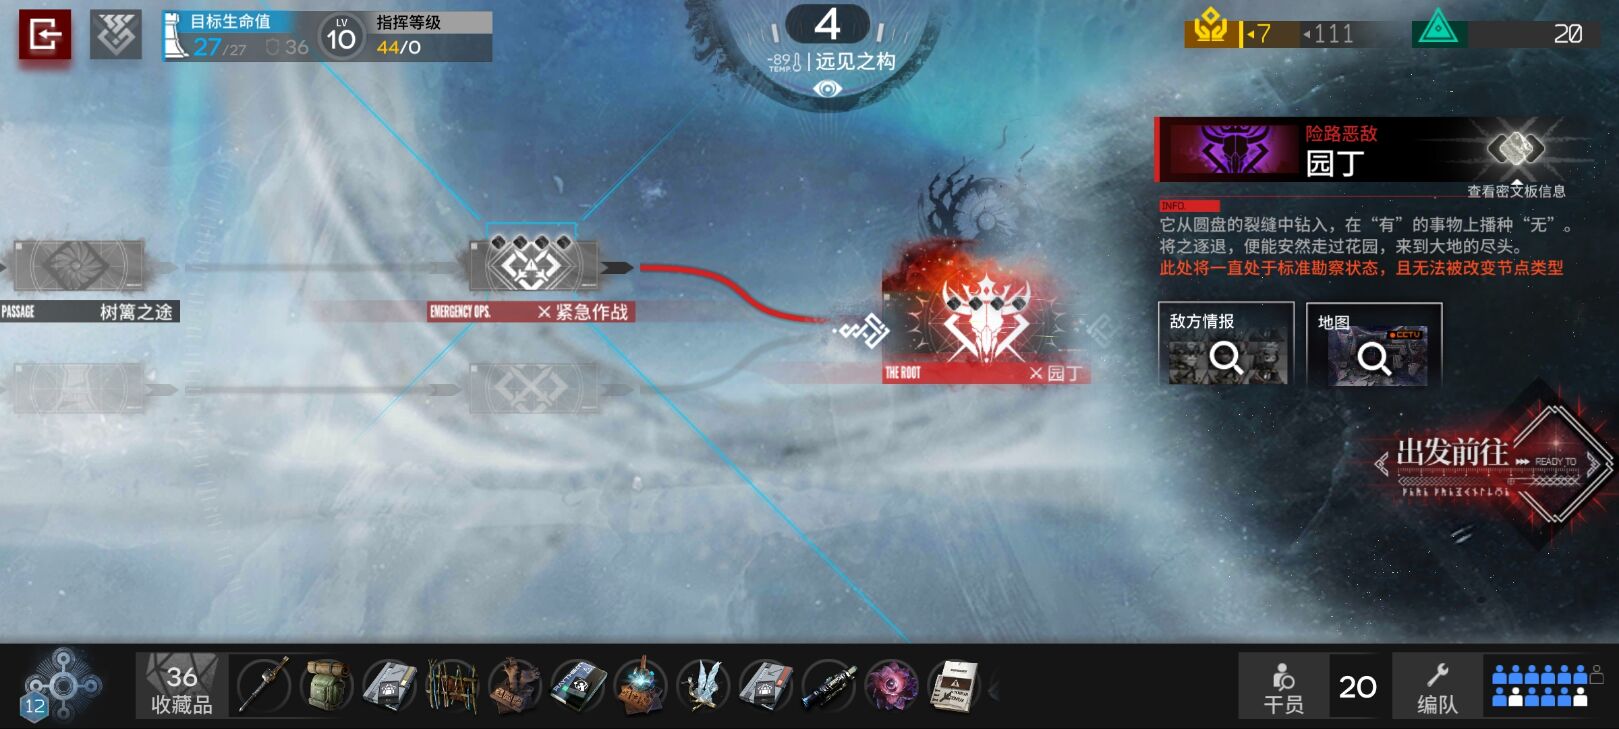 目标生命值
27/27 36
LV
10
指挥等级
44/0
4
-89
TEMP.
远见之构
7
111
20
险路恶敌
园丁
查看密文板信息
INFO.
它从圆盘的裂缝中钻入，在“有”的事物上播种“无”。
将之逐退，便能安然走过花园，来到大地的尽头。
此处将一直处于标准勘察状态，且无法被改变节点类型
敌方情报
地图
CCTV
PASSAGE 树篱之途
EMERGENCY OPS. 紧急作战
THE ROOT 园丁
出发前往
READY TO
12
36
收藏品
干员
20
编队